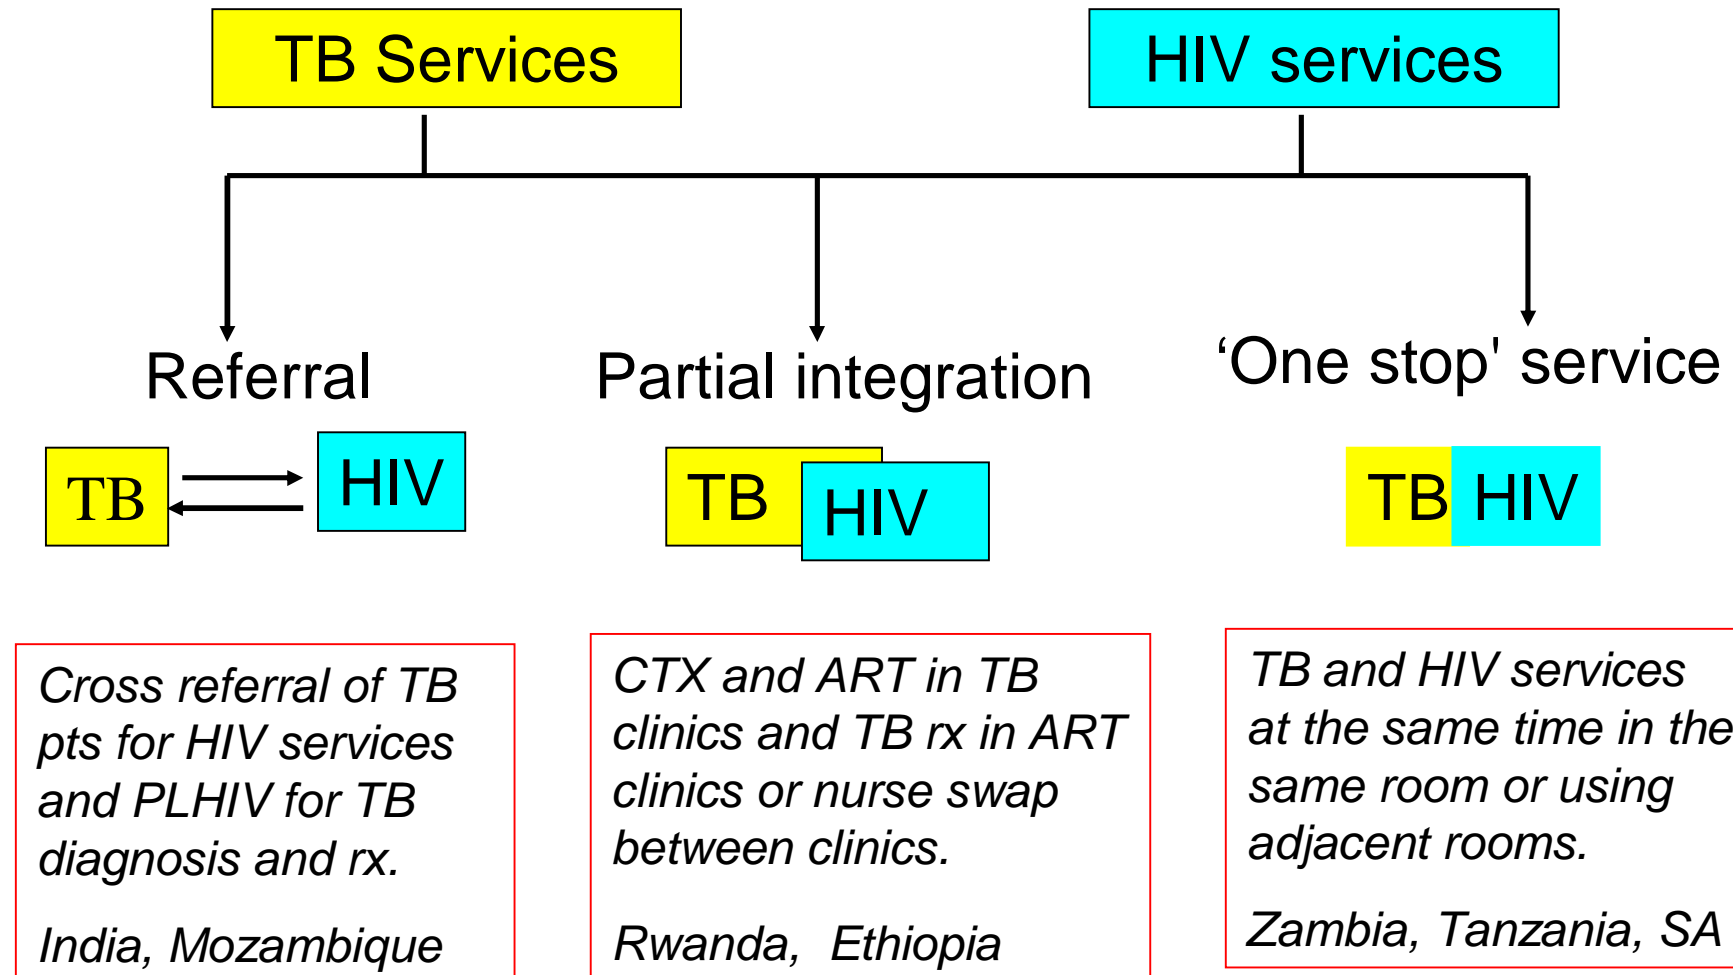 TB Services
HIV services
Referral
Partial integration
‘One stop' service
TB
HIV
TB
HIV
TB
HIV
Cross referral of TB
pts for HIV services
and PLHIV for TB
diagnosis and rx.
India, Mozambique
CTX and ART in TB
clinics and TB rx in ART
clinics or nurse swap
between clinics.
Rwanda, Ethiopia
TB and HIV services
at the same time in the
same room or using
adjacent rooms.
Zambia, Tanzania, SA